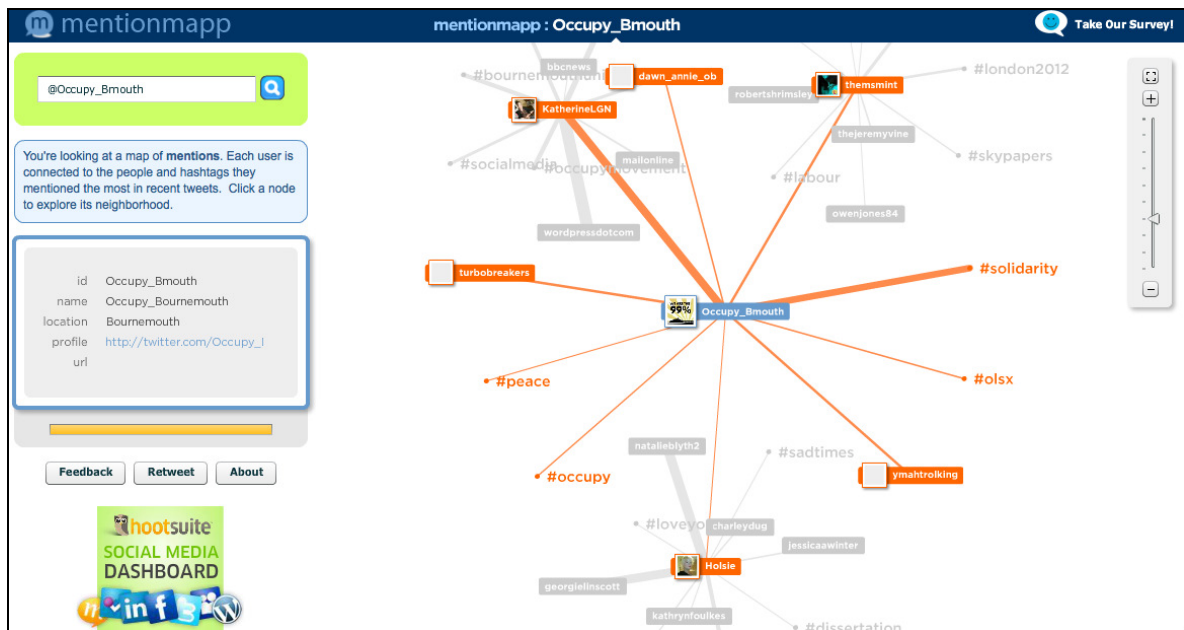 mentionmapp
mentionmapp : Occupy_Bmouth
Take Our Survey!
@Occupy_Bmouth
You're looking at a map of mentions. Each user is
connected to the people and hashtags they
mentioned the most in recent tweets. Click a node
to explore its neighborhood.
id Occupy_Bmouth
name Occupy_Bournemouth
location Bournemouth
profile http://twitter.com/Occupy_
url
Feedback
Retweet
About
hootsuite
SOCIAL MEDIA
DASHBOARD
bbcnews
dawn_annie_ob
KatherineLGN
#socialmedia
#occupymovement
mailonline
wordpressdotcom
#london2012
themsmint
robertshrimsley
thejeremyvine
#skypapers
#labour
owenjones84
turbobreakers
#solidarity
99%
Occupy_Bmouth
#peace
#olsx
natalieblyth2
#sadtimes
#occupy
ymahtrolking
#loveyo
charleydug
jessicaawinter
Holsie
georgielinscott
kathrynfoulkes
#dissertation